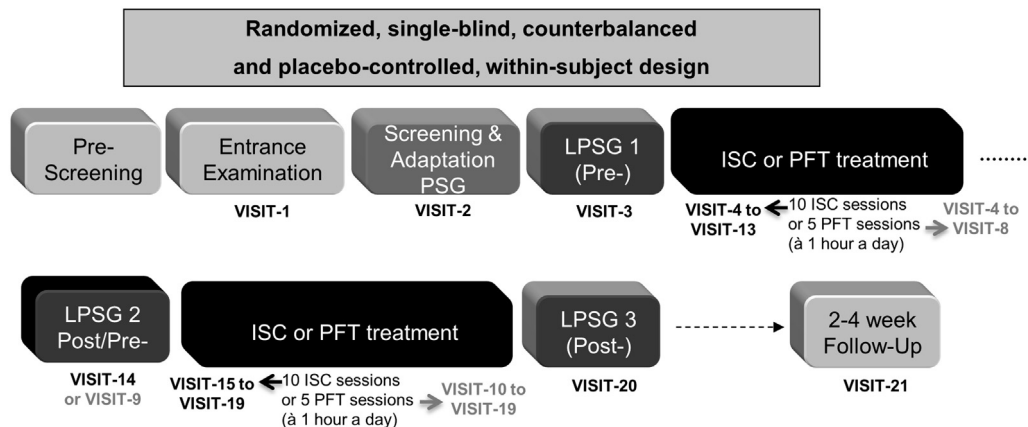 Randomized, single-blind, counterbalanced
and placebo-controlled, within-subject design
Pre-
Screening
Entrance
Examination
VISIT-1
Screening &
Adaptation
PSG
VISIT-2
LPSG 1
(Pre-)
VISIT-3
ISC or PFT treatment
VISIT-4 to
VISIT-13
10 ISC sessions
or 5 PFT sessions
(à 1 hour a day)
VISIT-4 to
VISIT-8
LPSG 2
Post/Pre-
VISIT-14
or VISIT-9
ISC or PFT treatment
VISIT-15 to
VISIT-19
10 ISC sessions
or 5 PFT sessions
(à 1 hour a day)
VISIT-10 to
VISIT-19
LPSG 3
(Post-)
VISIT-20
2-4 week
Follow-Up
VISIT-21